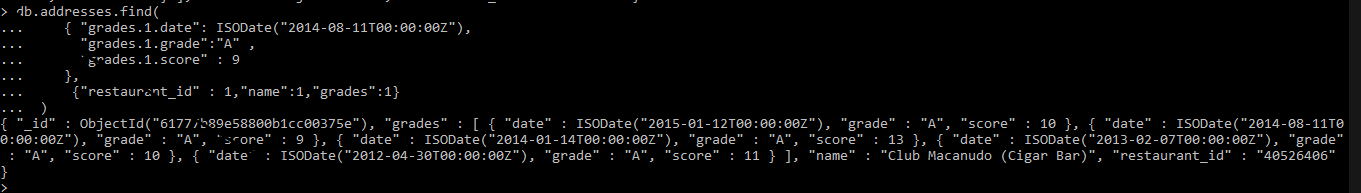 > db.addresses.find(
...     { "grades.1.date": ISODate("2014-08-11T00:00:00Z"),
...       "grades.1.grade":"A" ,
...       "grades.1.score" : 9
...     },
...      {"restaurant_id" : 1,"name":1,"grades":1}
...  )
{ "_id" : ObjectId("6177b89e58800b1cc00375e"), "grades" : [ { "date" : ISODate("2015-01-12T00:00:00Z"), "grade" : "A", "score" : 10 }, { "date" : ISODate("2014-08-11T0
0:00:00Z"), "grade" : "A", "score" : 9 }, { "date" : ISODate("2014-01-14T00:00:00Z"), "grade" : "A", "score" : 13 }, { "date" : ISODate("2013-02-07T00:00:00Z"), "grade"
 : "A", "score" : 10 }, { "date" : ISODate("2012-04-30T00:00:00Z"), "grade" : "A", "score" : 11 } ], "name" : "Club Macanudo (Cigar Bar)", "restaurant_id" : "40526406"
}
>